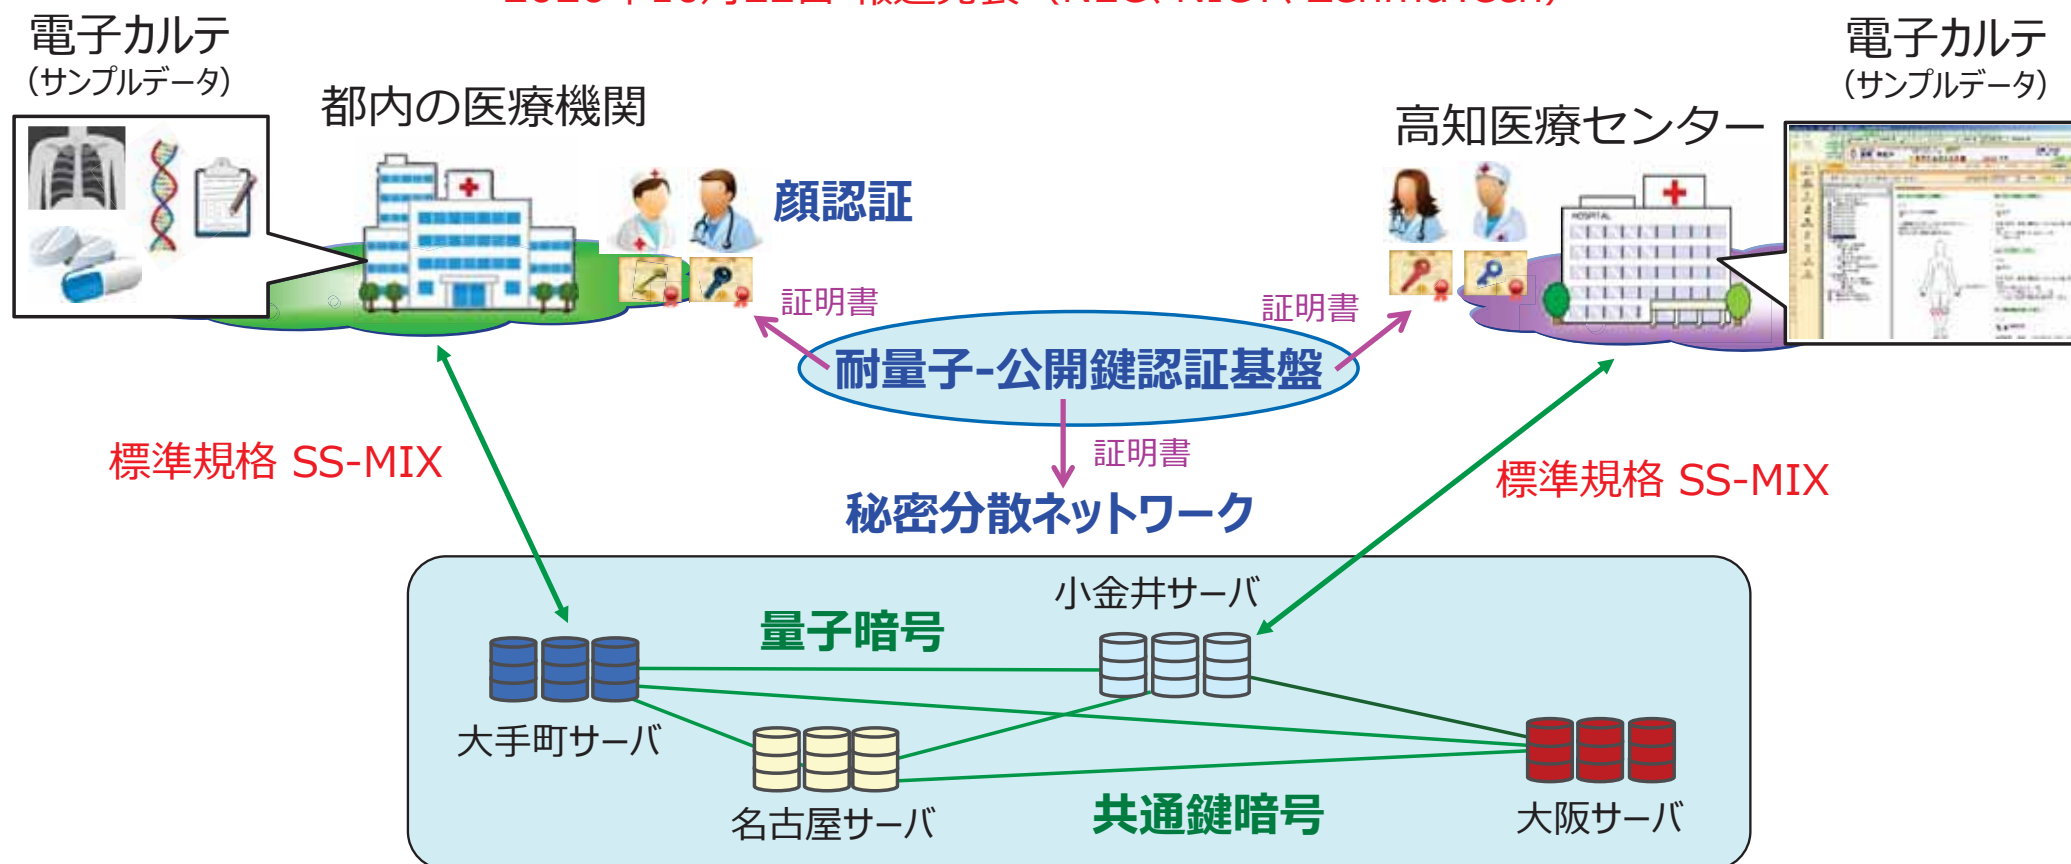 電子カルテ
(サンプルデータ)
都内の医療機関
顔認証
高知医療センター
電子カルテ
(サンプルデータ)
HOSPITAL
証明書
証明書
耐量子-公開鍵認証基盤
証明書
標準規格 SS-MIX
標準規格 SS-MIX
秘密分散ネットワーク
量子暗号
小金井サーバ
大手町サーバ
名古屋サーバ
共通鍵暗号
大阪サーバ